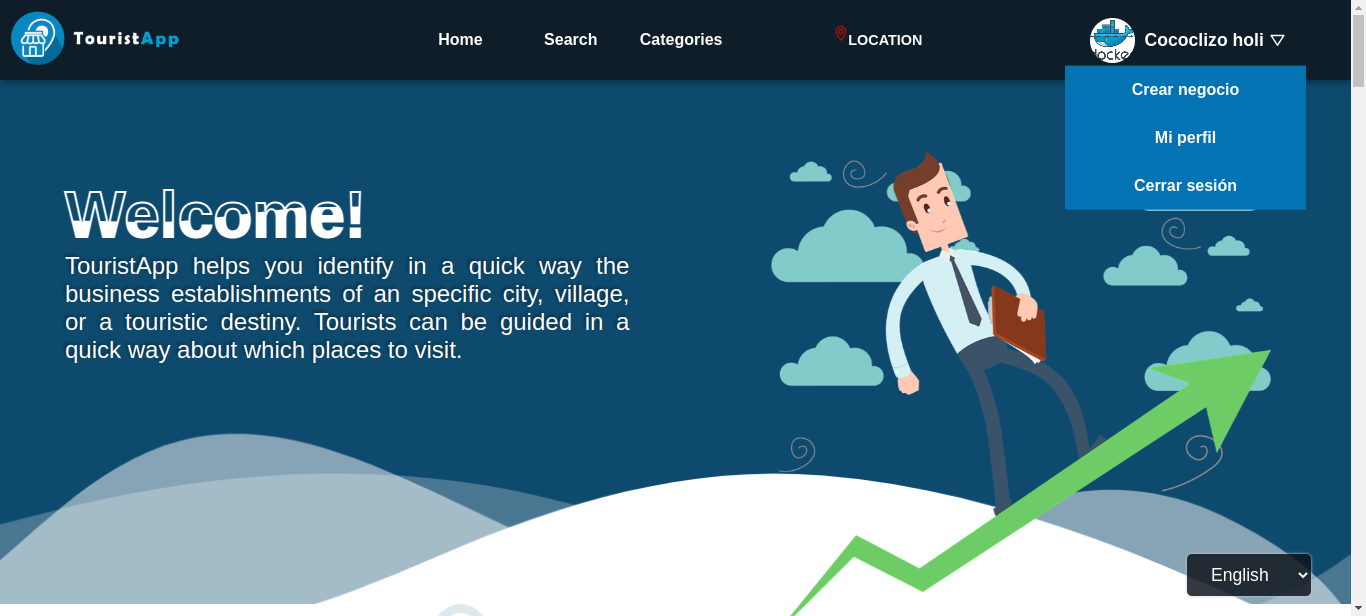 TouristApp
Home
Search
Categories
LOCATION
Cococlizo holi
Crear negocio
Mi perfil
Cerrar sesión
Welcome!
TouristApp helps you identify in a quick way the
business establishments of an specific city, village,
or a touristic destiny. Tourists can be guided in a
quick way about which places to visit.
English